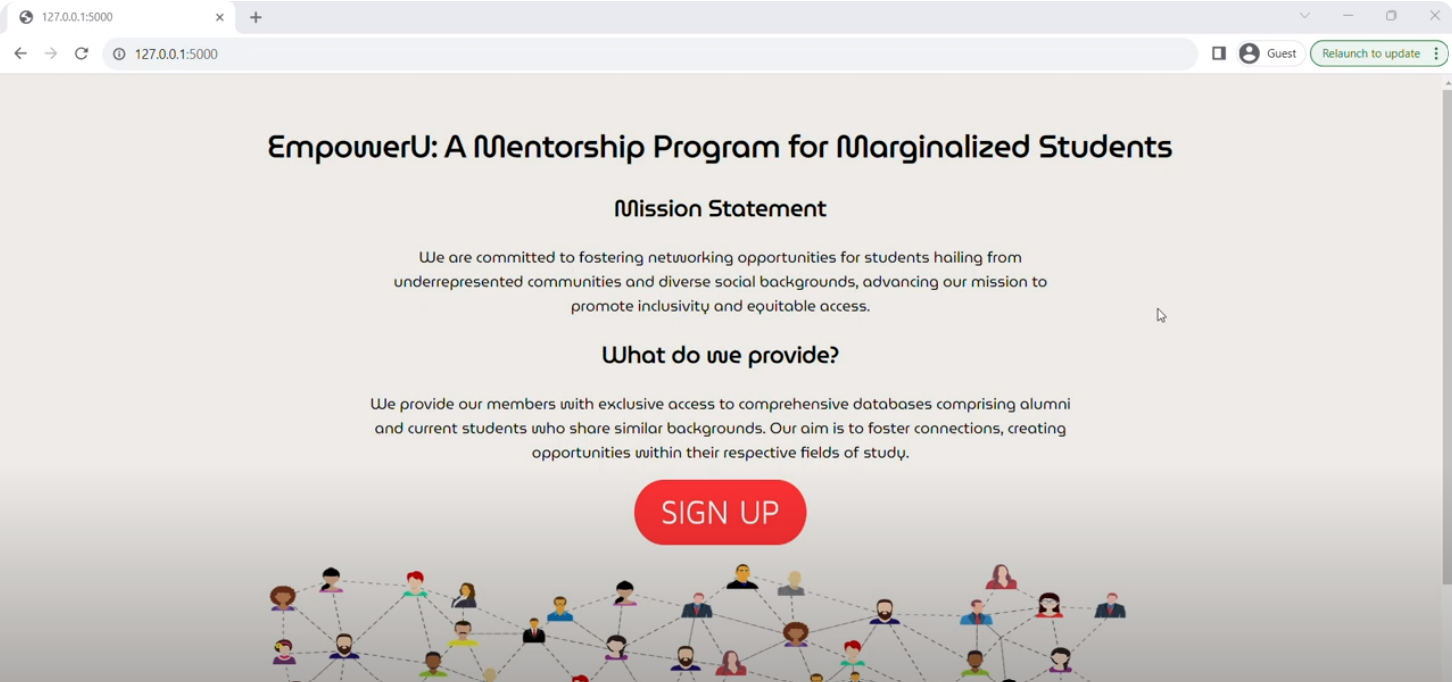 127.0.0.1:5000
127.0.0.1:5000
Guest
Relaunch to update
EmpowerU: A Mentorship Program for Marginalized Students
Mission Statement
We are committed to fostering networking opportunities for students hailing from
underrepresented communities and diverse social backgrounds, advancing our mission to
promote inclusivity and equitable access.
What do we provide?
We provide our members with exclusive access to comprehensive databases comprising alumni
and current students who share similar backgrounds. Our aim is to foster connections, creating
opportunities within their respective fields of study.
SIGN UP